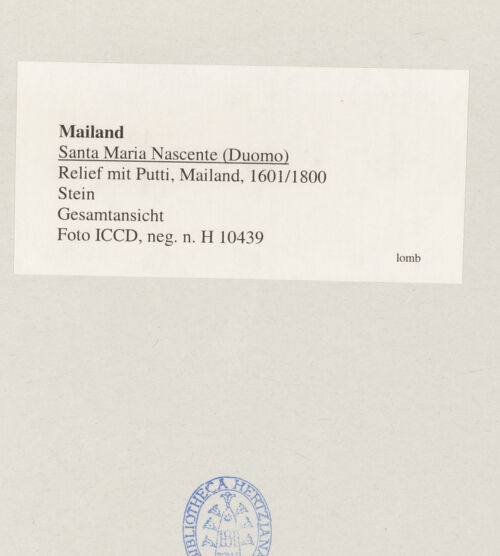 Mailand
Santa Maria Nascente (Duomo)
Relief mit Putti, Mailand, 1601/1800
Stein
Gesamtansicht
Foto ICCD, neg. n. H 10439
lomb
BIBLIOTHECA HERTZIANA